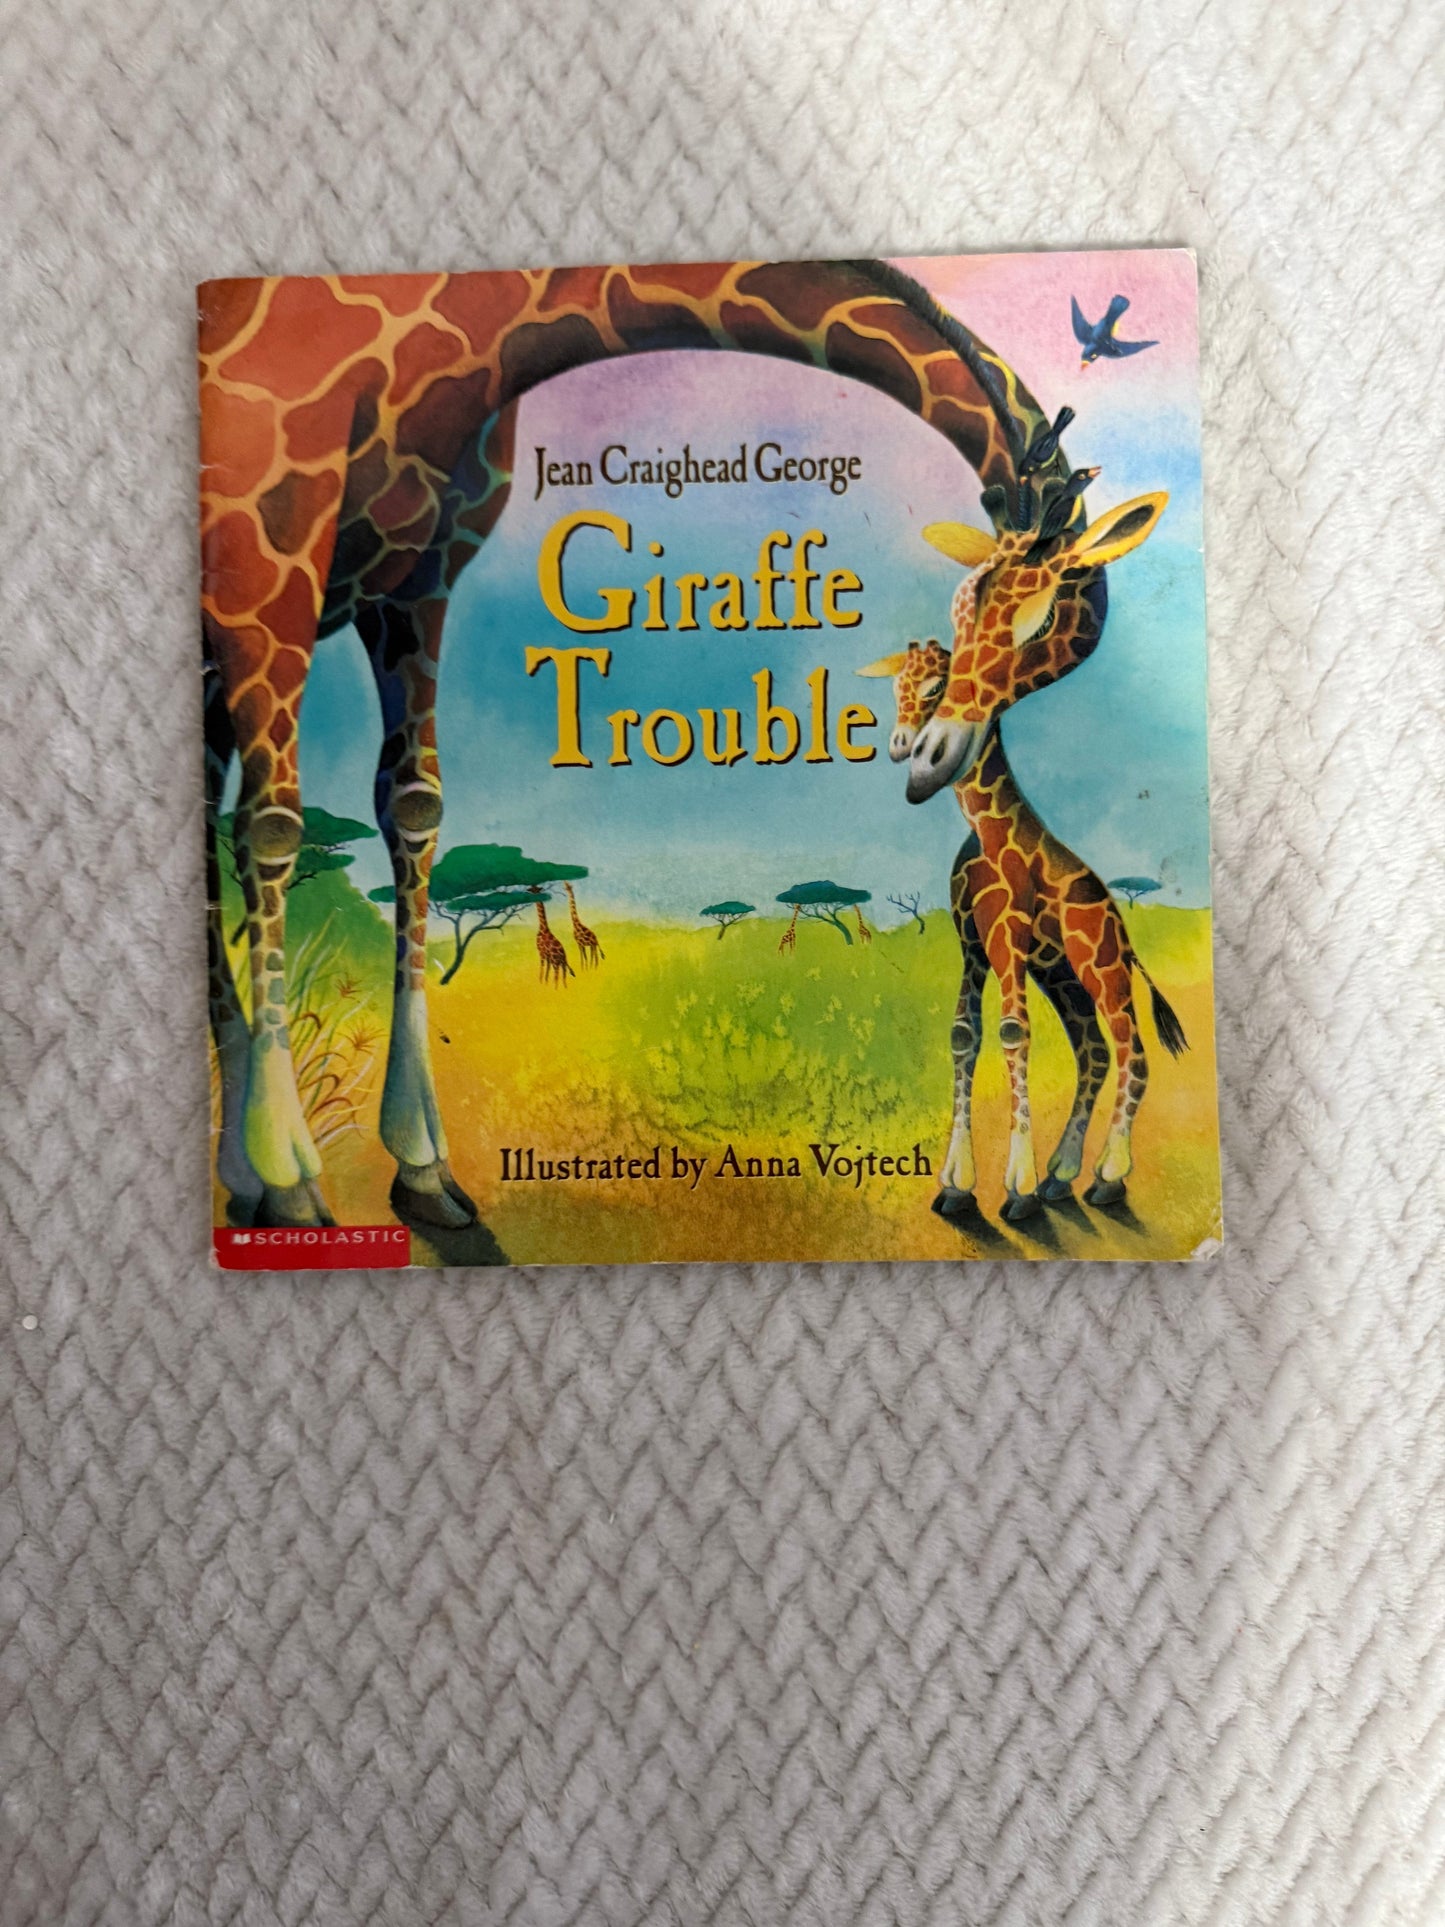 Jean Craighead George
Giraffe
Trouble
Illustrated by Anna Vojtech
SCHOLASTIC